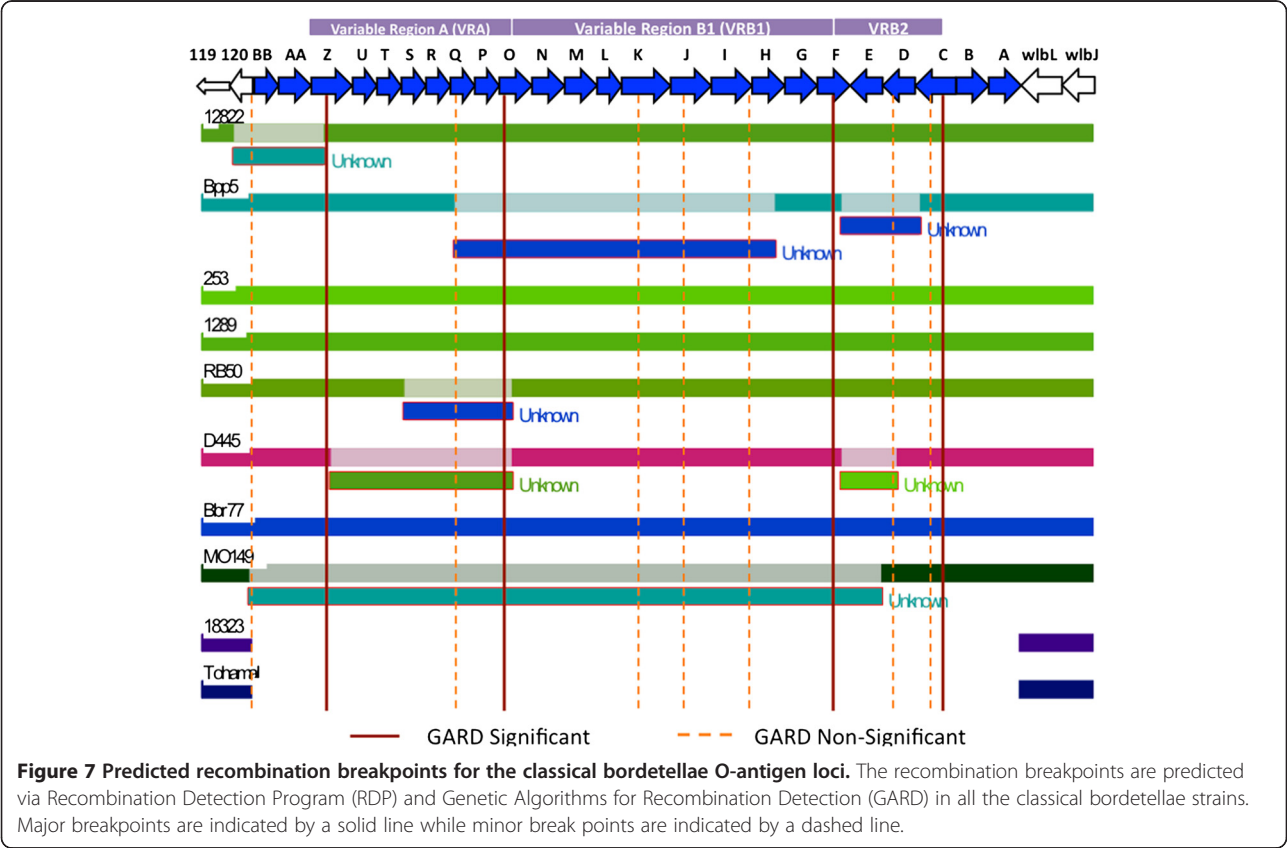 Variable Region A (VRA) Variable Region B1 (VRB1) VRB2
119 120 BB AA Z U T S R Q P O N M L K J I H G F E D C B A wlbL wlbJ
12822
Unknown
Bpp5
Unknown
Unknown
253
1289
RB50
Unknown
D445
Unknown Unknown
Bbr77
MO149
Unknown
18323
TohamaI
GARD Significant GARD Non-Significant
Figure 7 Predicted recombination breakpoints for the classical bordetellae O-antigen loci. The recombination breakpoints are predicted
via Recombination Detection Program (RDP) and Genetic Algorithms for Recombination Detection (GARD) in all the classical bordetellae strains.
Major breakpoints are indicated by a solid line while minor break points are indicated by a dashed line.